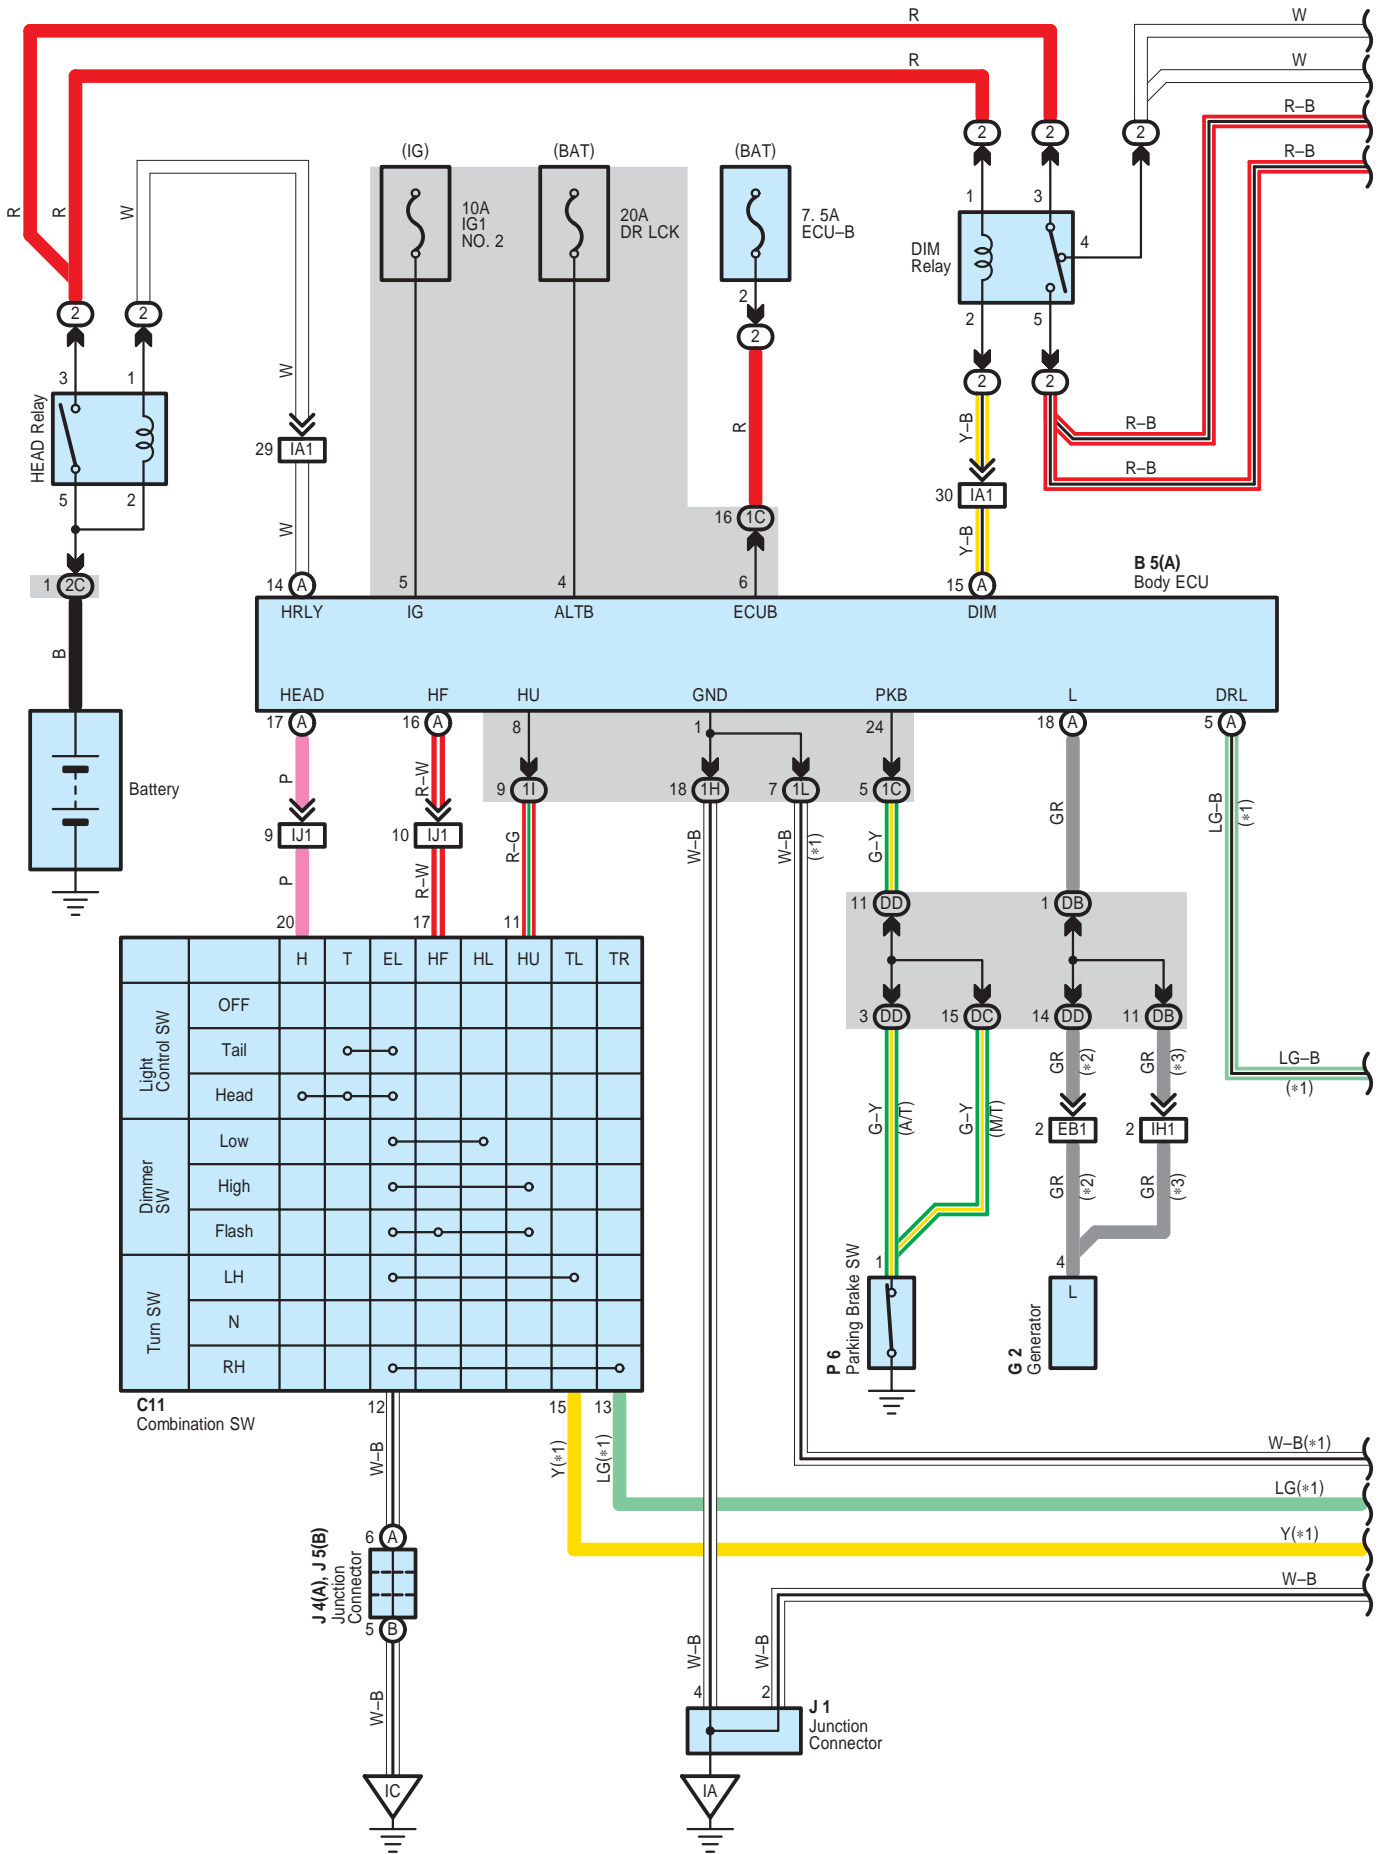 R
W
R
W
R–B
R–B
2
2
2
(IG)
(BAT)
(BAT)
1
3
R
R
W
10A
IG1
NO. 2
20A
DR LCK
7. 5A
ECU–B
DIM
Relay
4
2
2
2
2
5
2
3
1
W
2
2
HEAD Relay
R
Y–B
R–B
29
IA1
R–B
5
2
30
IA1
16
1C
W
Y–B
B 5(A)
Body ECU
1
2C
14
A
5
4
6
15
A
HRLY
IG
ALTB
ECUB
DIM
B
HEAD
HF
HU
GND
PKB
L
DRL
17
A
16
A
8
1
24
18
A
5
A
Battery
P
R–W
9
1I
18
1H
7
1L
5
1C
GR
LG–B
(*1)
9
IJ1
10
IJ1
R–G
W–B
W–B
(*1)
G–Y
P
R–W
11
DD
1
DB
20
17
11
H
T
EL
HF
HL
HU
TL
TR
Light
Control SW
OFF
3
DD
15
DC
14
DD
11
DB
Tail
GR
(*2)
GR
(*3)
LG–B
(*1)
Head
G–Y
(A/T)
G–Y
(M/T)
2
EB1
2
IH1
Dimmer
SW
Low
High
GR
(*2)
GR
(*3)
Flash
Turn SW
LH
1
4
L
N
P 6
Parking Brake SW
G 2
Generator
RH
C11
Combination SW
12
15
13
W–B
Y(*1)
LG(*1)
W–B(*1)
LG(*1)
6
A
Y(*1)
J 4(A), J 5(B)
Junction
Connector
W–B
5
B
W–B
W–B
W–B
4
2
J 1
Junction
Connector
IC
IA